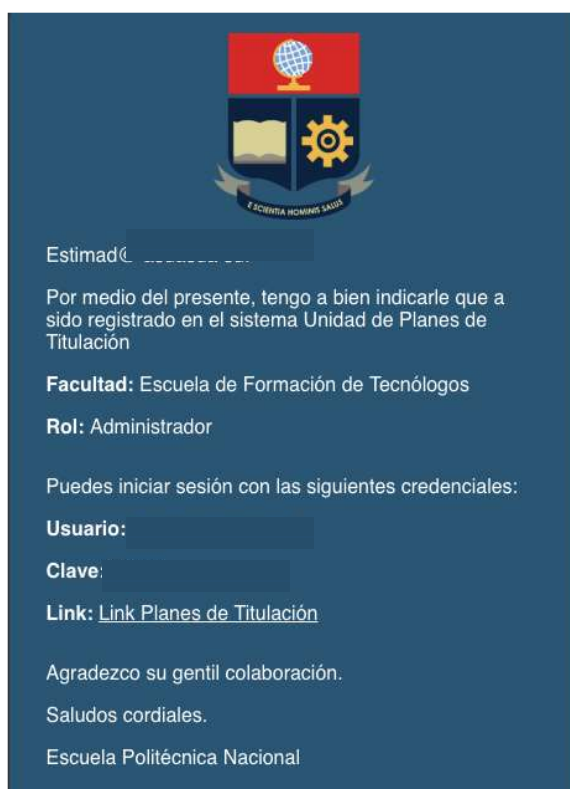 E SCIENTIA HOMINIS SALUS
Estimad@
Por medio del presente, tengo a bien indicarle que a
sido registrado en el sistema Unidad de Planes de
Titulación
Facultad: Escuela de Formación de Tecnólogos
Rol: Administrador
Puedes iniciar sesión con las siguientes credenciales:
Usuario:
Clave:
Link: Link Planes de Titulación
Agradezco su gentil colaboración.
Saludos cordiales.
Escuela Politécnica Nacional